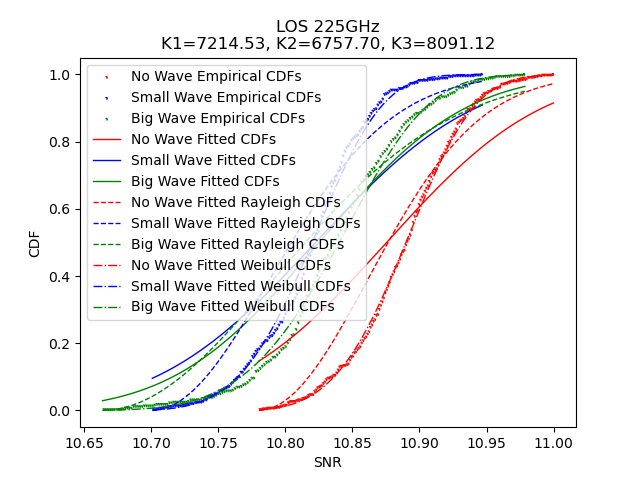 LOS 225GHz
K1=7214.53, K2=6757.70, K3=8091.12
1.0
0.8
0.6
0.4
0.2
0.0
CDF
No Wave Empirical CDFs
Small Wave Empirical CDFs
Big Wave Empirical CDFs
No Wave Fitted CDFs
Small Wave Fitted CDFs
Big Wave Fitted CDFs
No Wave Fitted Rayleigh CDFs
Small Wave Fitted Rayleigh CDFs
Big Wave Fitted Rayleigh CDFs
No Wave Fitted Weibull CDFs
Small Wave Fitted Weibull CDFs
Big Wave Fitted Weibull CDFs
10.65 10.70 10.75 10.80 10.85 10.90 10.95 11.00
SNR